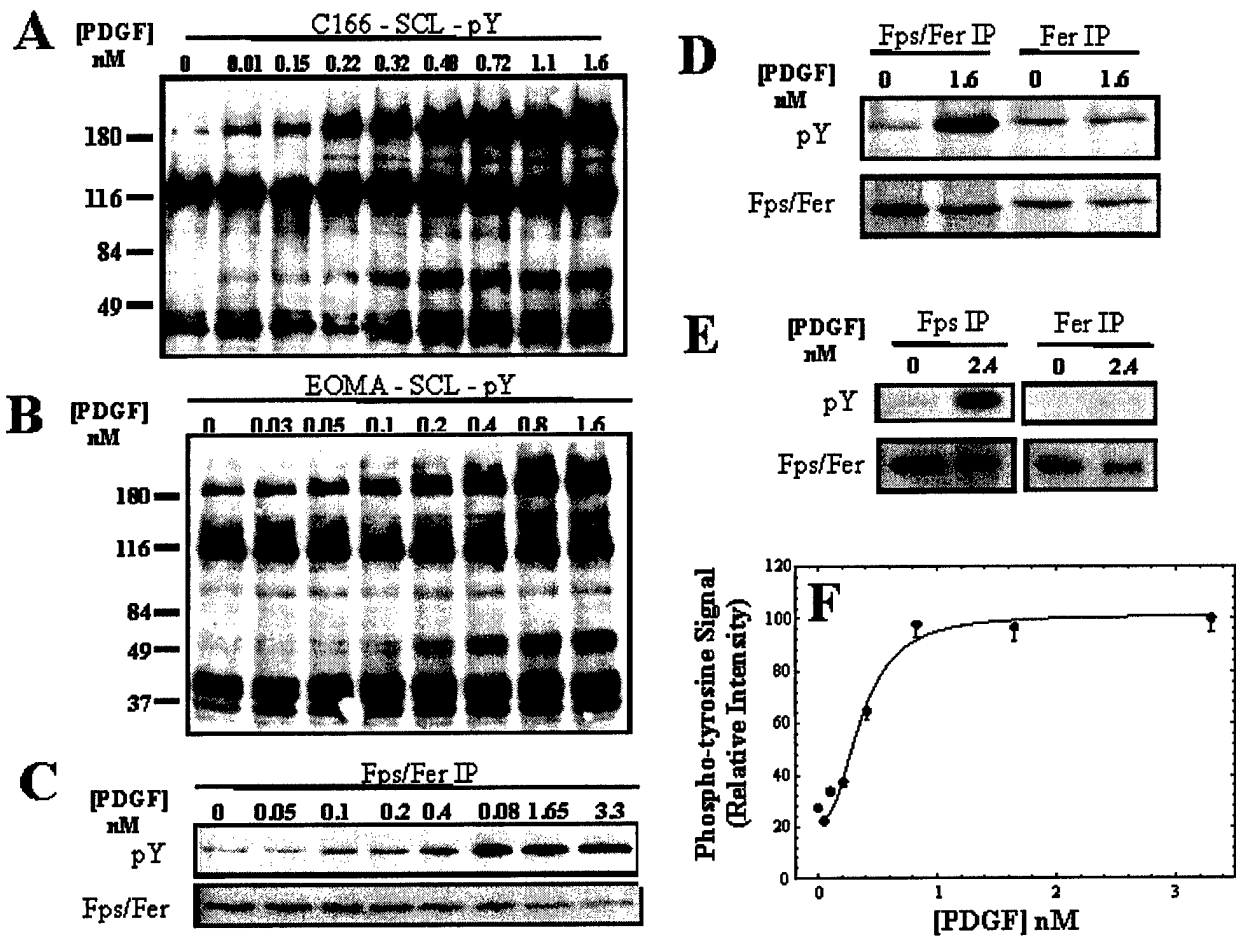 A
[PDGF]
nM
C166 - SCL - pY
0 0.01 0.15 0.22 0.32 0.48 0.72 1.1 1.6
180
116
84
49
B
[PDGF]
nM
EOMA - SCL - pY
0 0.03 0.05 0.1 0.2 0.4 0.8 1.6
180
116
84
49
37
C
[PDGF]
nM
Fps/Fer IP
0 0.05 0.1 0.2 0.4 0.08 1.65 3.3
pY
Fps/Fer
D
[PDGF]
nM
Fps/Fer IP Fer IP
0 1.6 0 1.6
pY
Fps/Fer
E
[PDGF]
nM
Fps IP Fer IP
0 2.4 0 2.4
pY
Fps/Fer
F
Phospho-tyrosine Signal
(Relative Intensity)
120
100
80
60
40
20
0
0 1 2 3
[PDGF] nM